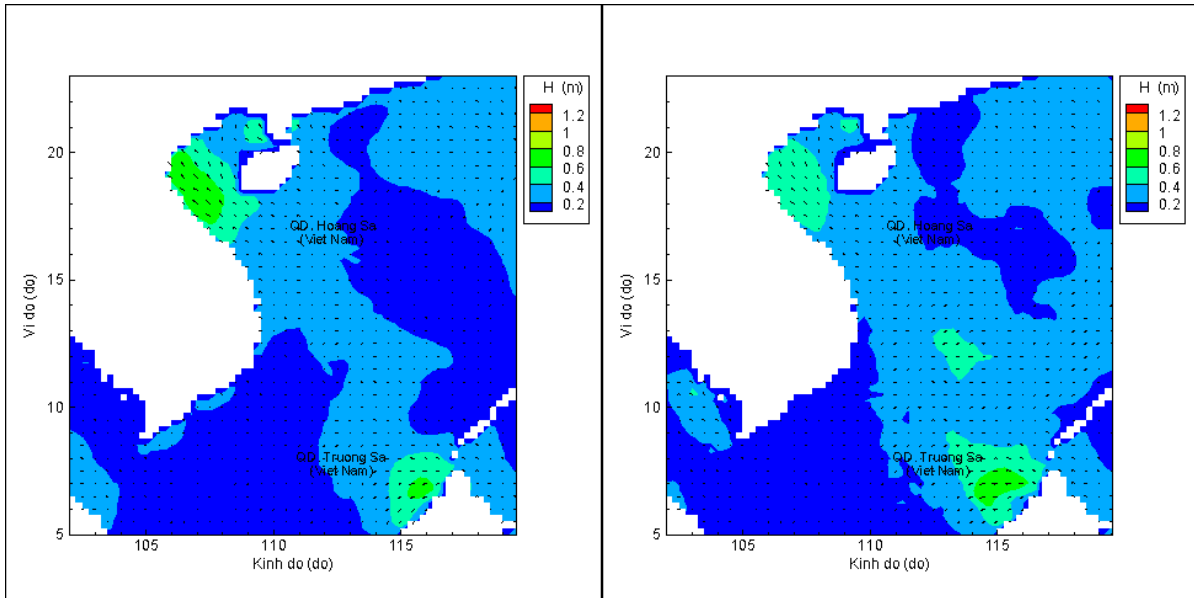 H (m)
1.2
1
0.8
0.6
0.4
0.2
20
15
10
5
Vi do (do)
QD. Hoang Sa
(Viet Nam)
QD. Truong Sa
(Viet Nam)
105
110
115
Kinh do (do)
H (m)
1.2
1
0.8
0.6
0.4
0.2
20
15
10
5
Vi do (do)
QD. Hoang Sa
(Viet Nam)
QD. Truong Sa
(Viet Nam)
105
110
115
Kinh do (do)